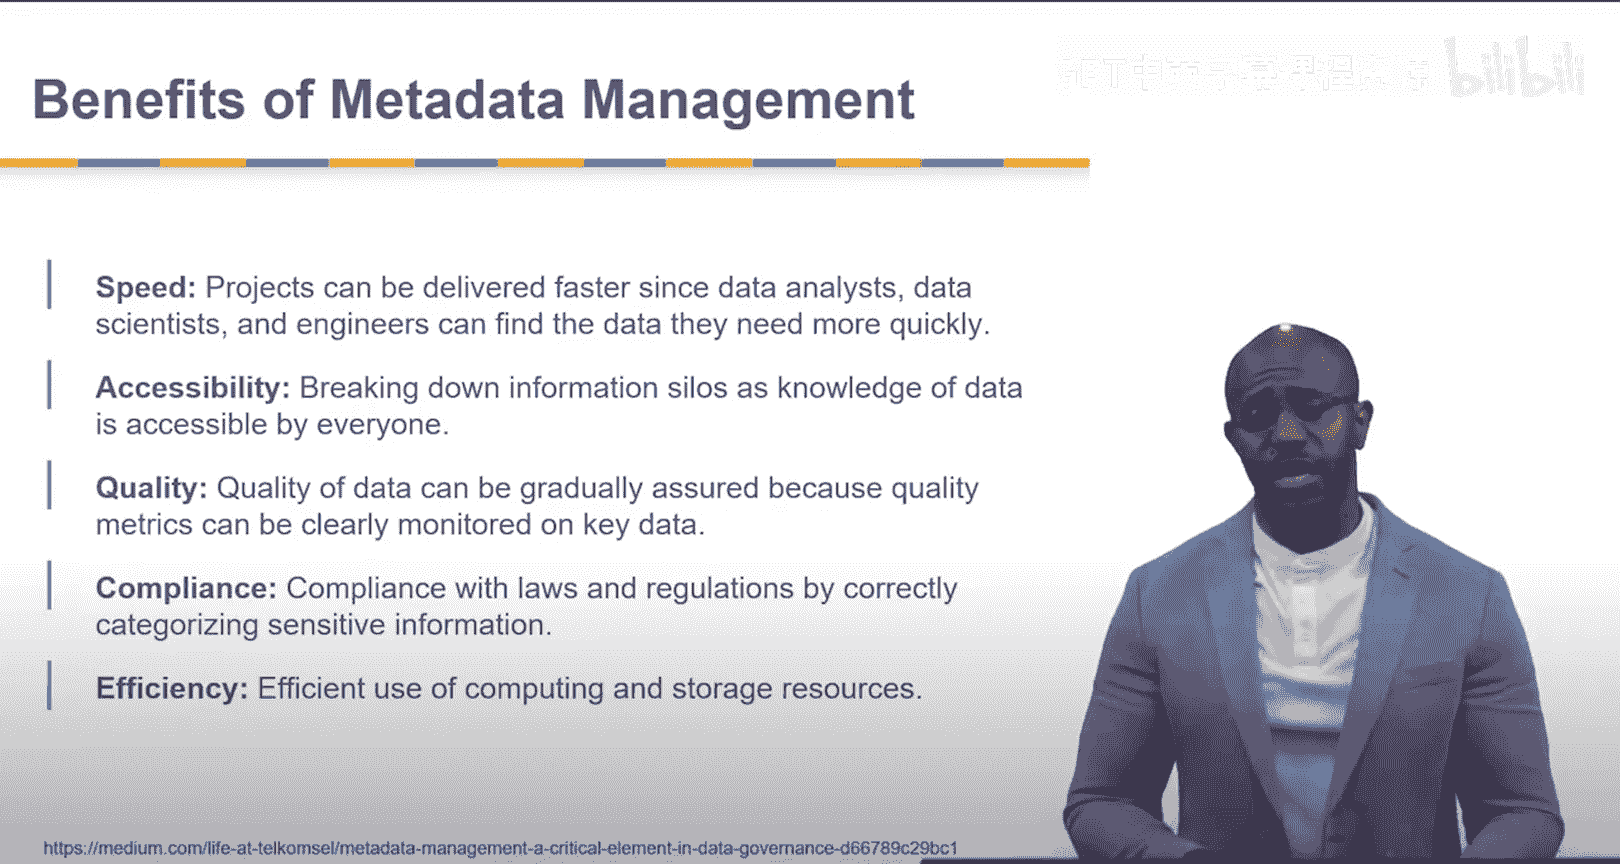 bilibili
Benefits of Metadata Management
Speed: Projects can be delivered faster since data analysts, data
scientists, and engineers can find the data they need more quickly.
Accessibility: Breaking down information silos as knowledge of data
is accessible by everyone.
Quality: Quality of data can be gradually assured because quality
metrics can be clearly monitored on key data.
Compliance: Compliance with laws and regulations by correctly
categorizing sensitive information.
Efficiency: Efficient use of computing and storage resources.
https://medium.com/life-at-telkomsel/metadata-management-a-critical-element-in-data-governance-d66789c29bc1